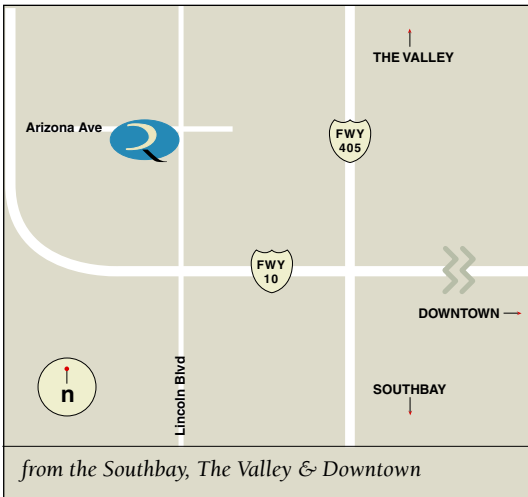 THE VALLEY
Arizona Ave
FWY
405
FWY
10
DOWNTOWN
Lincoln Blvd
n
SOUTHBAY
from the Southbay, The Valley & Downtown